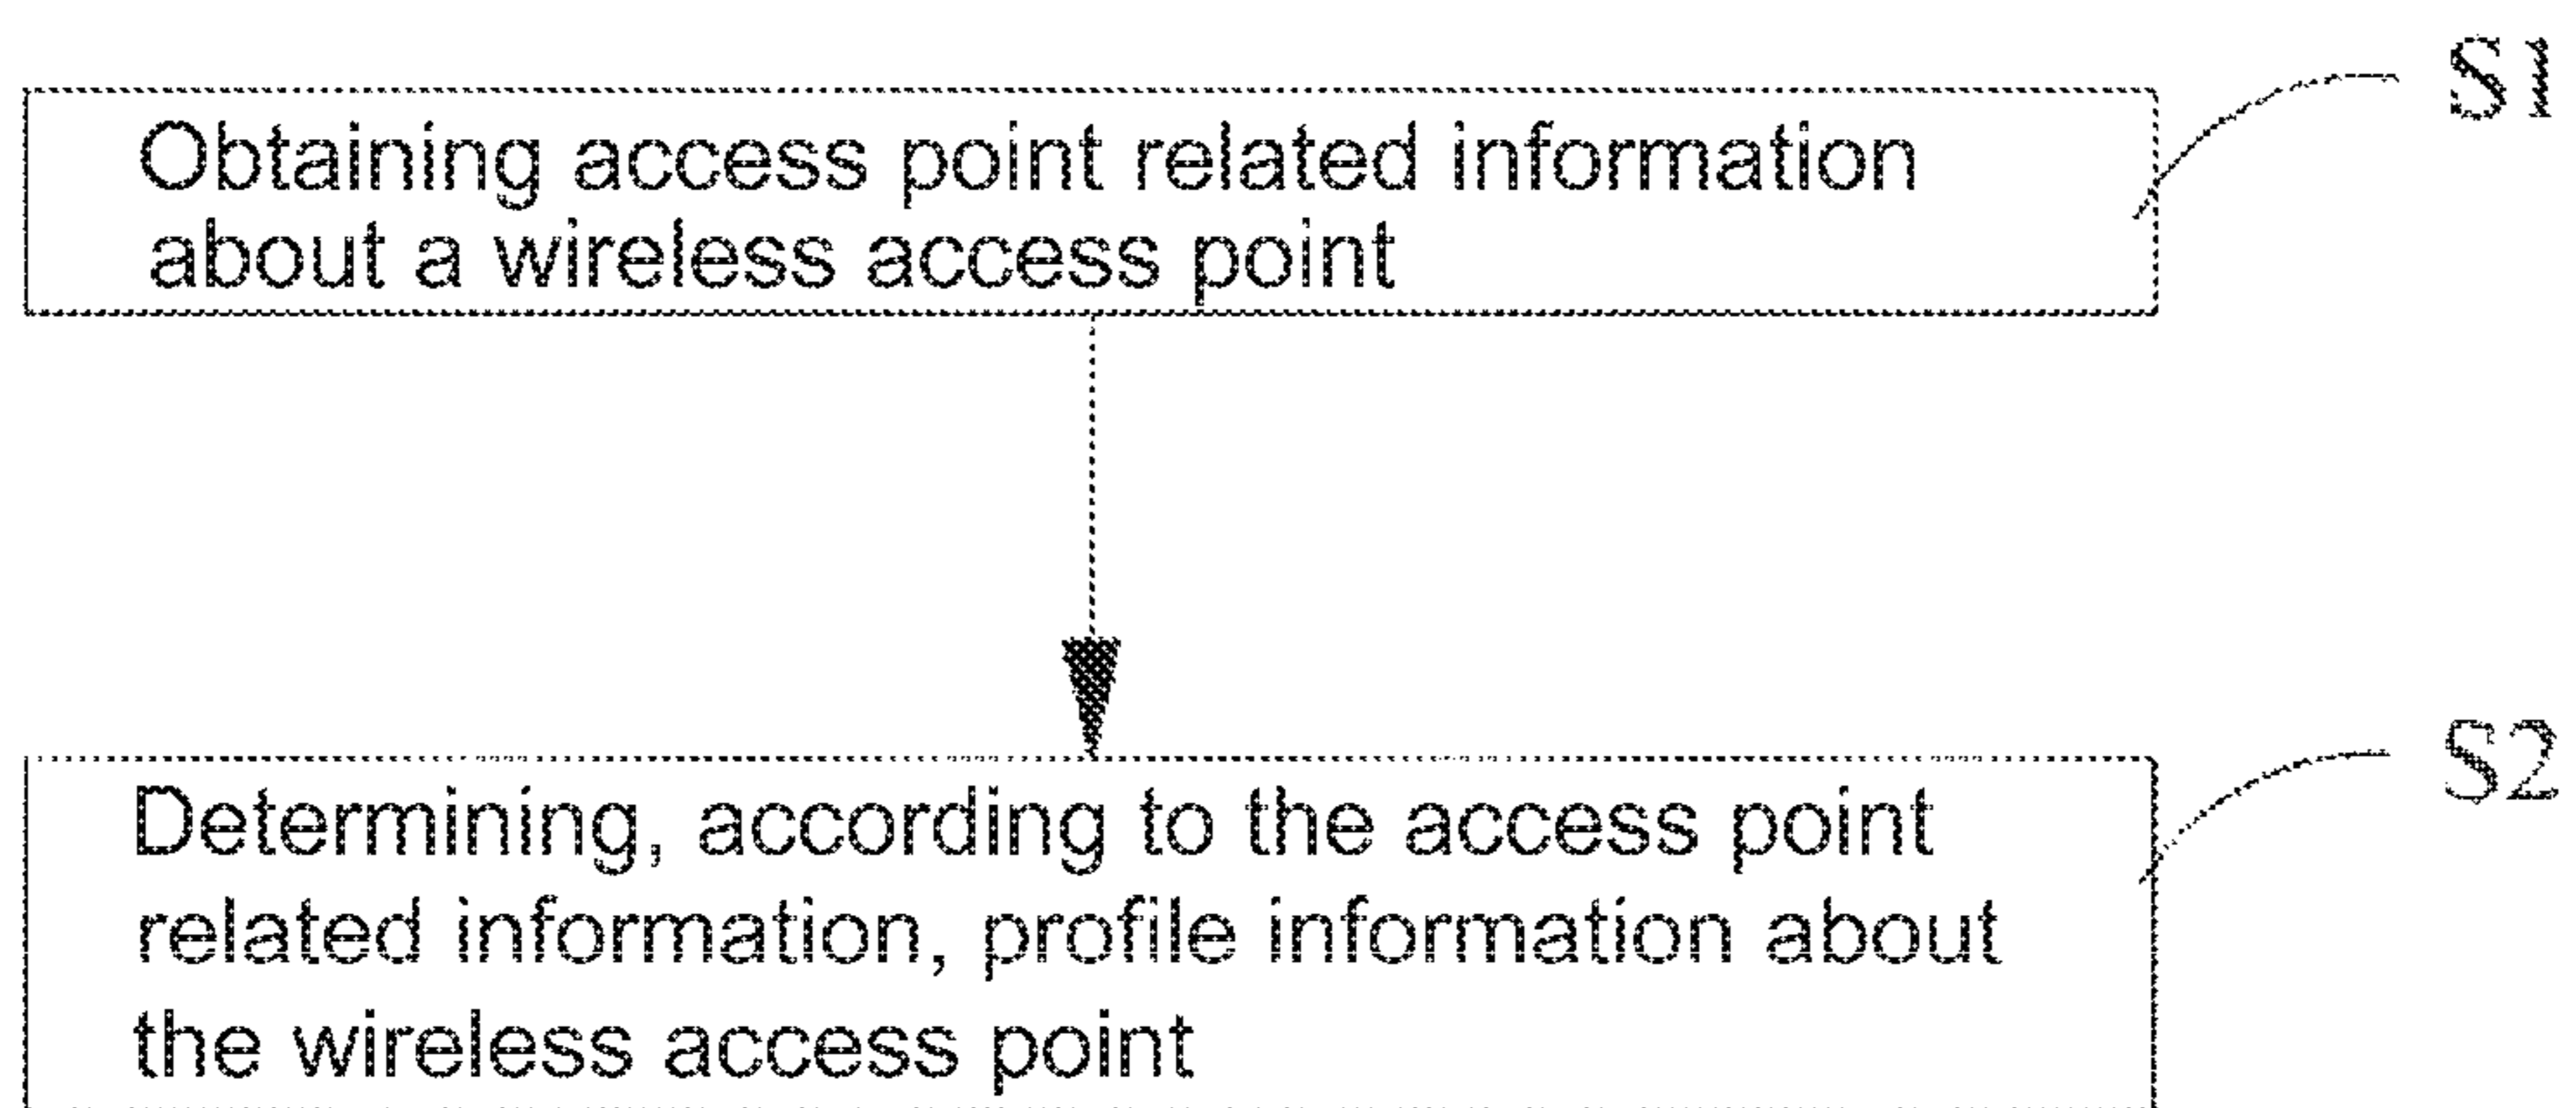 S1
Obtaining access point related information
about a wireless access point
S2
Determining, according to the access point
related information, profile information about
the wireless access point